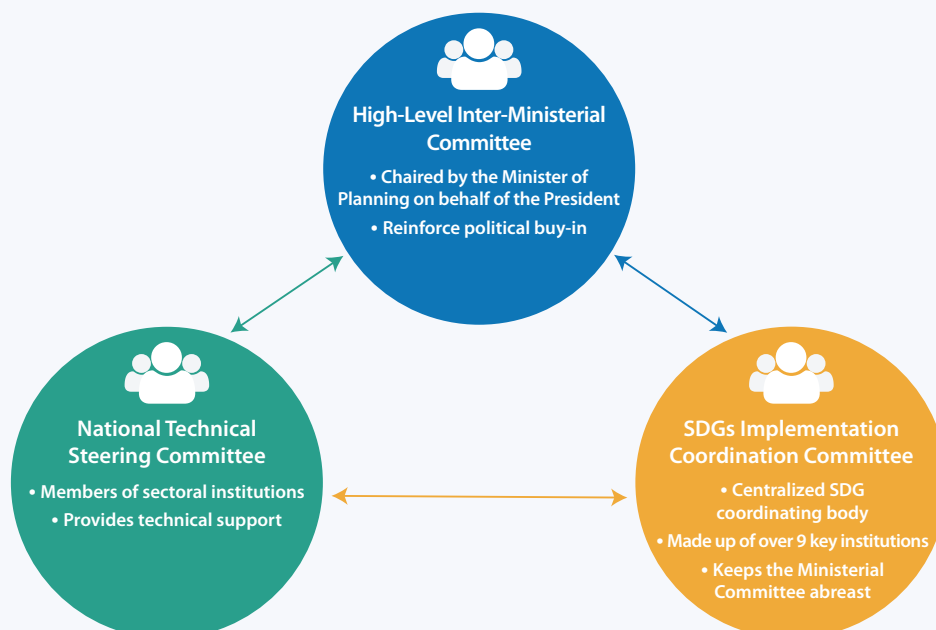 High-Level Inter-Ministerial
Committee
• Chaired by the Minister of
Planning on behalf of the President
• Reinforce political buy-in
National Technical
Steering Committee
• Members of sectoral institutions
• Provides technical support
SDGs Implementation
Coordination Committee
• Centralized SDG
coordinating body
• Made up of over 9 key institutions
• Keeps the Ministerial
Committee abreast